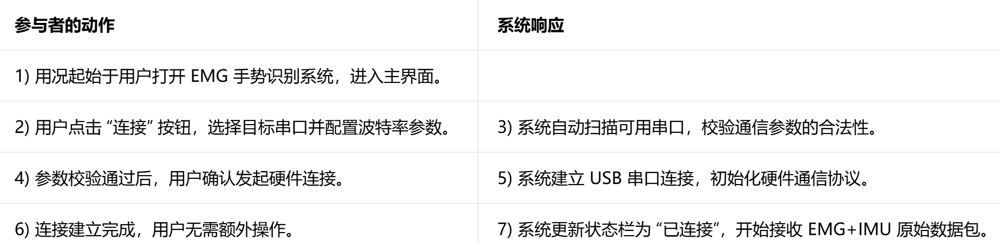 参与者的动作 系统响应
1) 用况起始于用户打开 EMG 手势识别系统，进入主界面。
2) 用户点击 “连接” 按钮，选择目标串口并配置波特率参数。 3) 系统自动扫描可用串口，校验通信参数的合法性。
4) 参数校验通过后，用户确认发起硬件连接。 5) 系统建立 USB 串口连接，初始化硬件通信协议。
6) 连接建立完成，用户无需额外操作。 7) 系统更新状态栏为 “已连接”，开始接收 EMG+IMU 原始数据包。